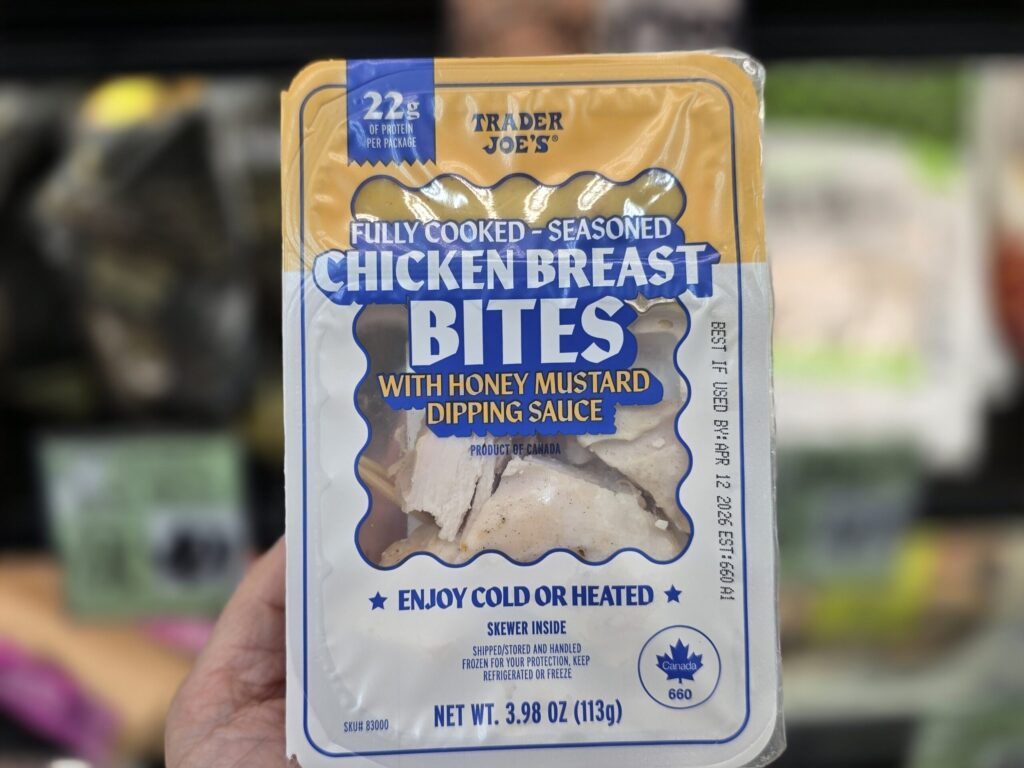 22g
OF PROTEIN
PER PACKAGE
TRADER
JOE'S®
FULLY COOKED - SEASONED
CHICKEN BREAST
BITES
WITH HONEY MUSTARD
DIPPING SAUCE
PRODUCT OF CANADA
BEST IF USED BY: APR 12 2026 EST: 660 A1
★ ENJOY COLD OR HEATED ★
SKEWER INSIDE
SHIPPED/STORED AND HANDLED
FROZEN FOR YOUR PROTECTION, KEEP
REFRIGERATED OR FREEZE
Canada
660
SKU# 83000
NET WT. 3.98 OZ (113g)